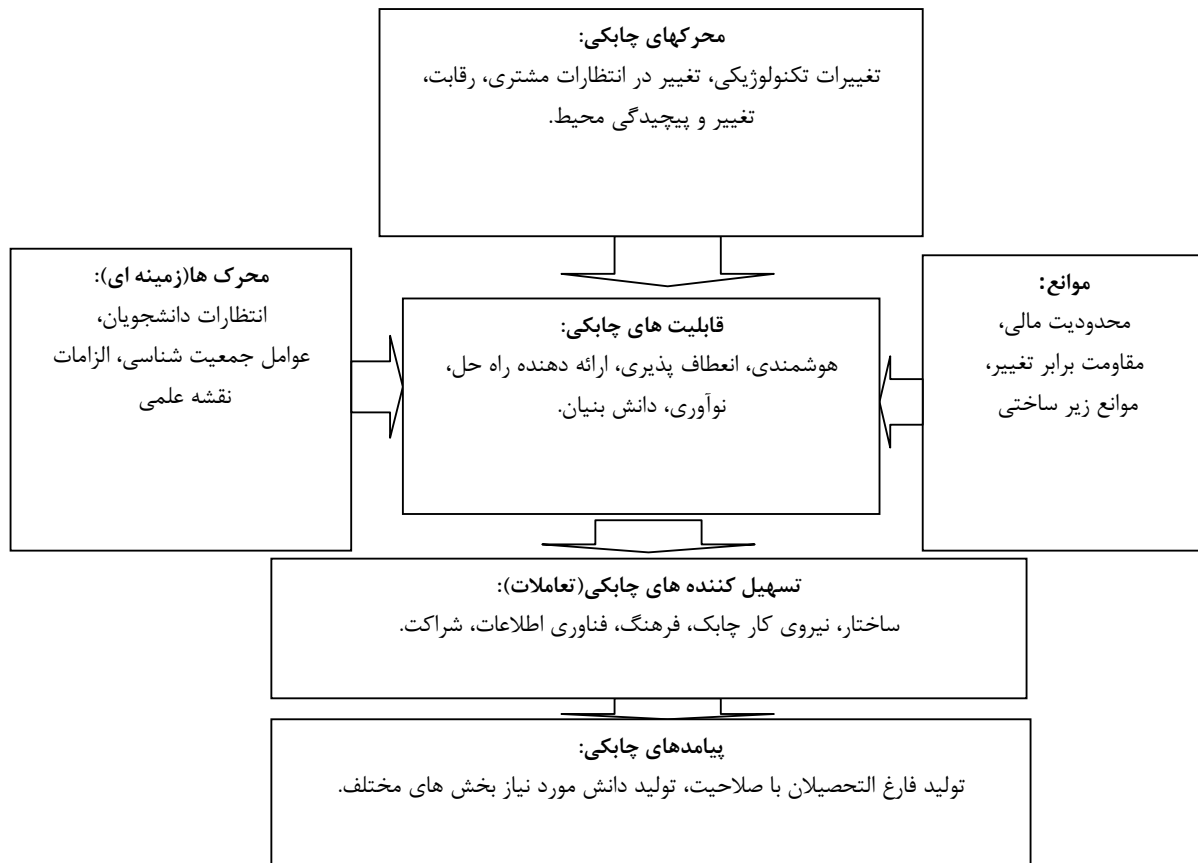 محرکهای چابکی:
تغییرات تکنولوژیکی، تغییر در انتظارات مشتری، رقابت،
تغییر و پیچیدگی محیط.
محرک ها(زمینه ای):
انتظارات دانشجویان،
عوامل جمعیت شناسی، الزامات
نقشه علمی
قابلیت های چابکی:
هوشمندی، انعطاف پذیری، ارائه دهنده راه حل،
نوآوری، دانش بنیان.
موانع:
محدودیت مالی،
مقاومت برابر تغییر،
موانع زیر ساختی
تسهیل کننده های چابکی(تعاملات):
ساختار، نیروی کار چابک، فرهنگ، فناوری اطلاعات، شراکت.
پیامدهای چابکی:
تولید فارغ التحصیلان با صلاحیت، تولید دانش مورد نیاز بخش های مختلف.